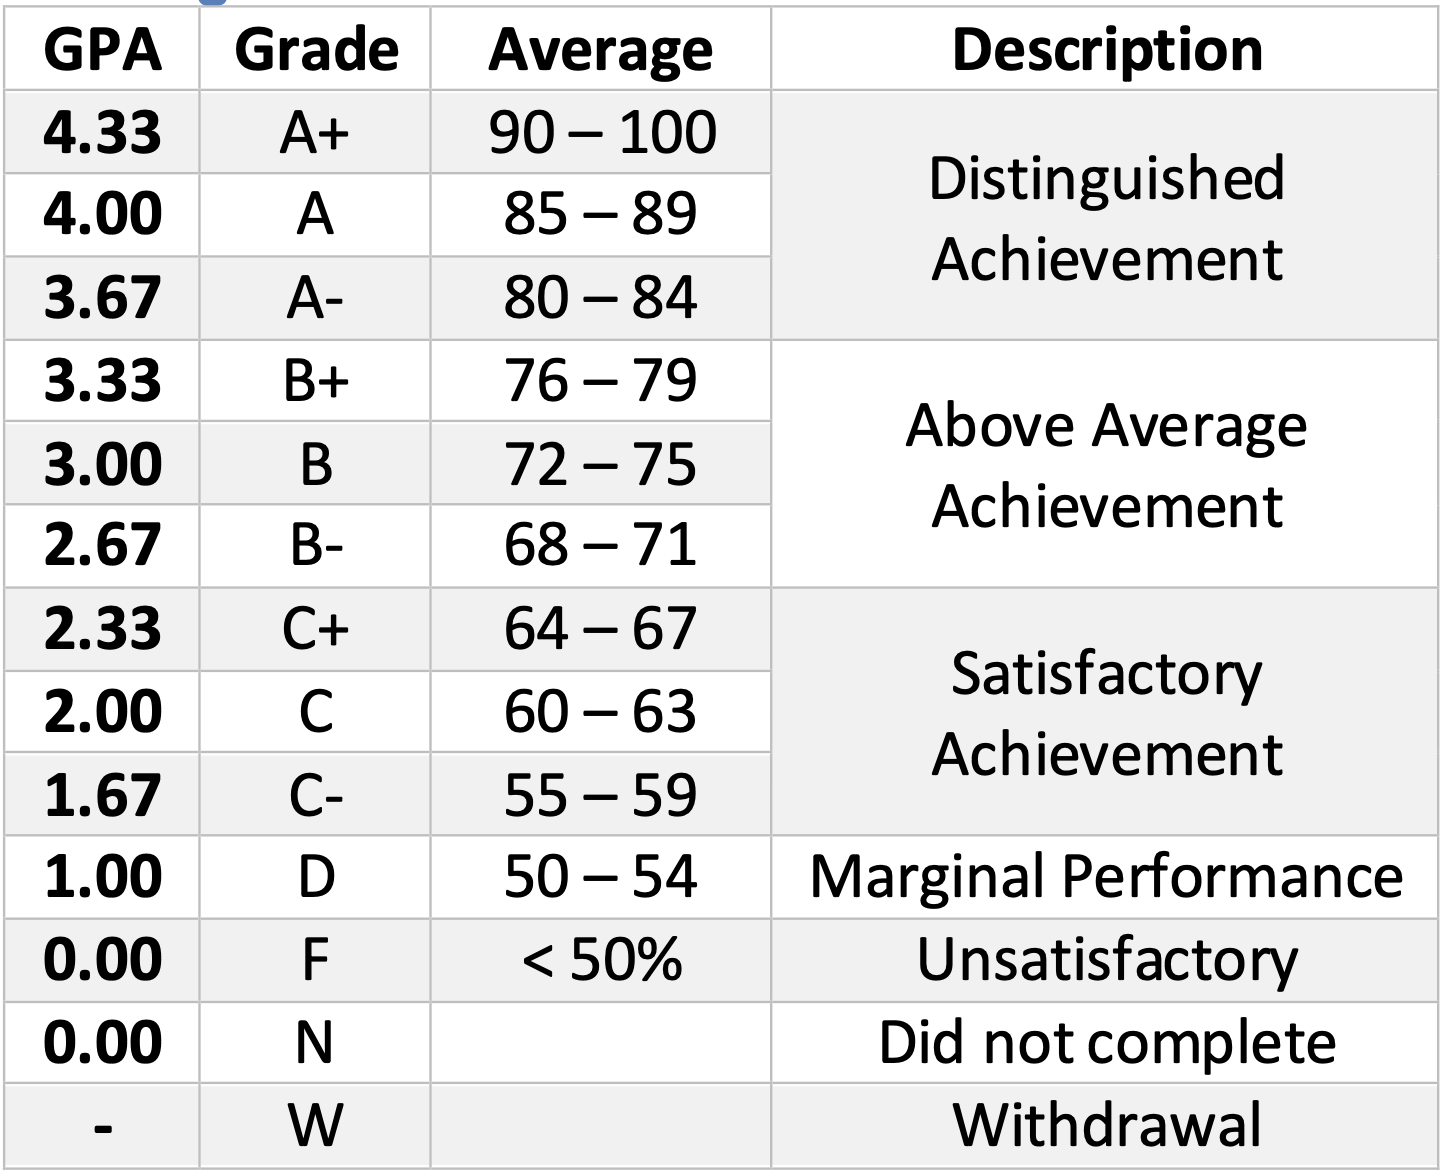 GPA Grade Average Description
4.33 A+ 90 – 100
4.00 A 85 – 89
3.67 A- 80 – 84
Distinguished
Achievement
3.33 B+ 76 – 79
3.00 B 72 – 75
2.67 B- 68 – 71
Above Average
Achievement
2.33 C+ 64 – 67
2.00 C 60 – 63
1.67 C- 55 – 59
Satisfactory
Achievement
1.00 D 50 – 54 Marginal Performance
0.00 F < 50% Unsatisfactory
0.00 N Did not complete
- W Withdrawal